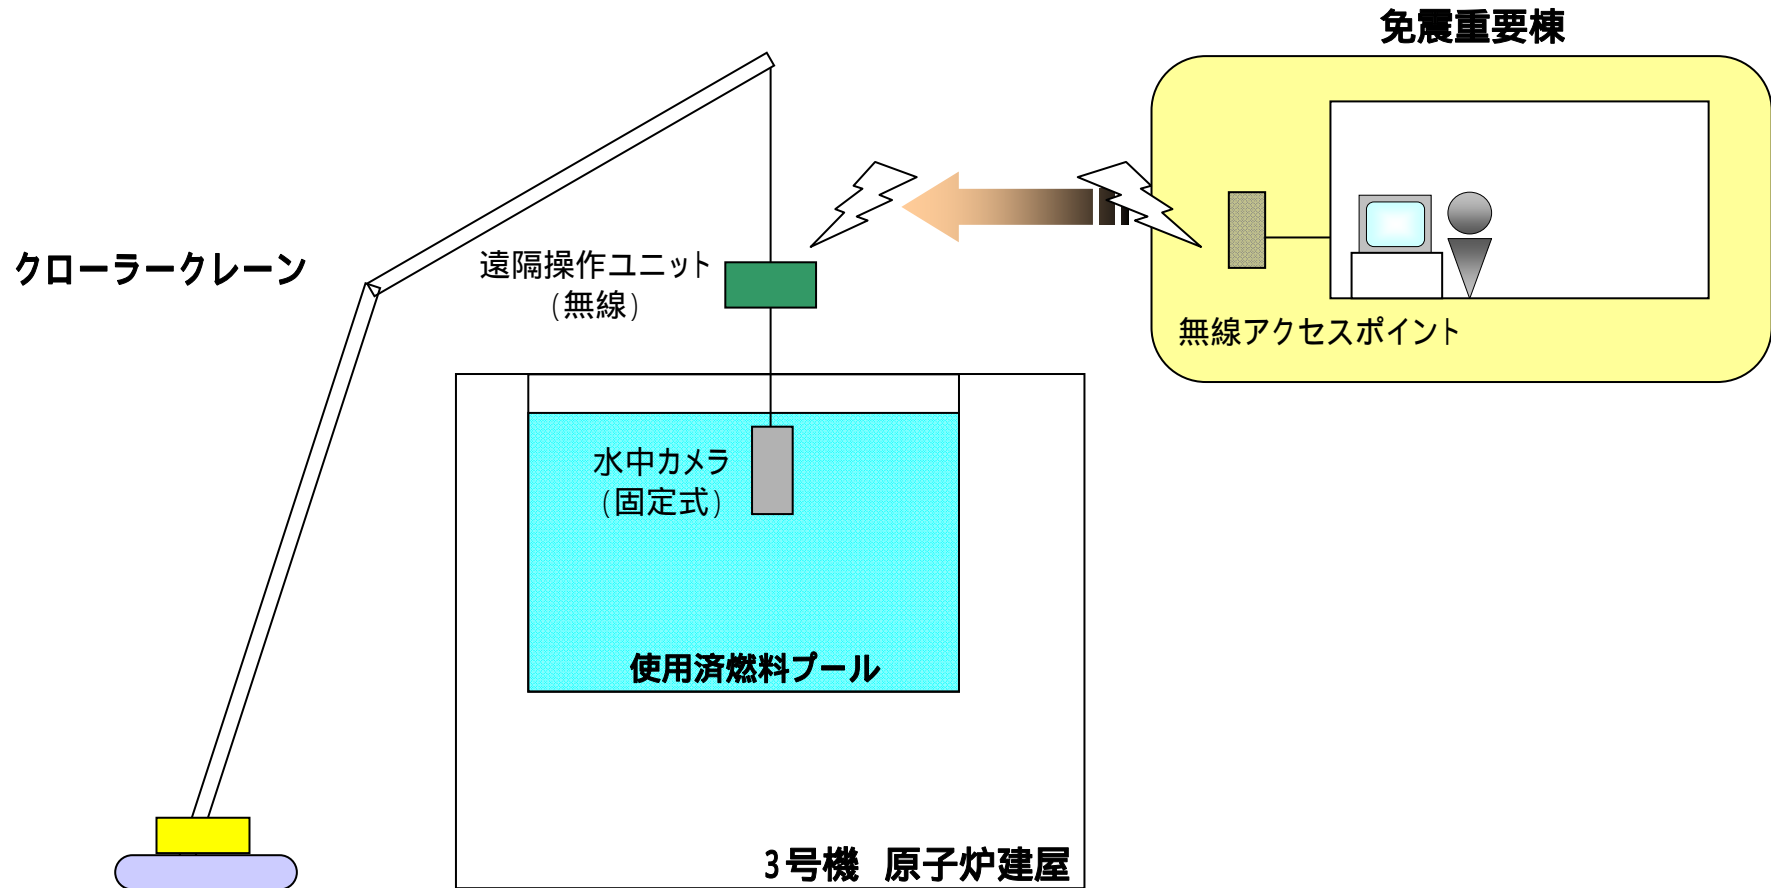 免震重要棟
クローラークレーン
遠隔操作ユニット
(無線)
無線アクセスポイント
水中カメラ
(固定式)
使用済燃料プール
3号機 原子炉建屋